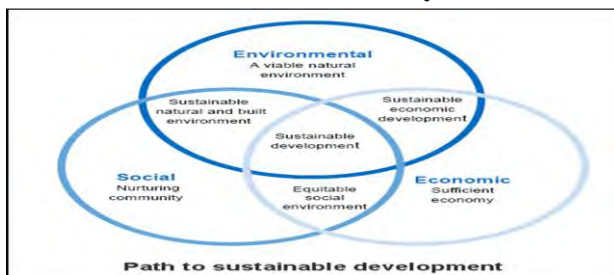 Environmental
A viable natural
environment
Sustainable
natural and built
environment
Sustainable
economic
development
Sustainable
development
Social
Nurturing
community
Equitable
social
environment
Economic
Sufficient
economy
Path to sustainable development